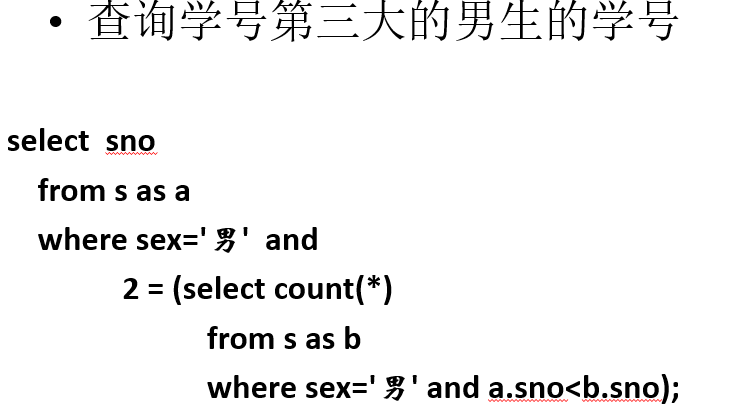 • 查询学号第三大的男生的学号
select sno
from s as a
where sex='男' and
2 = (select count(*)
from s as b
where sex='男' and a.sno<b.sno);